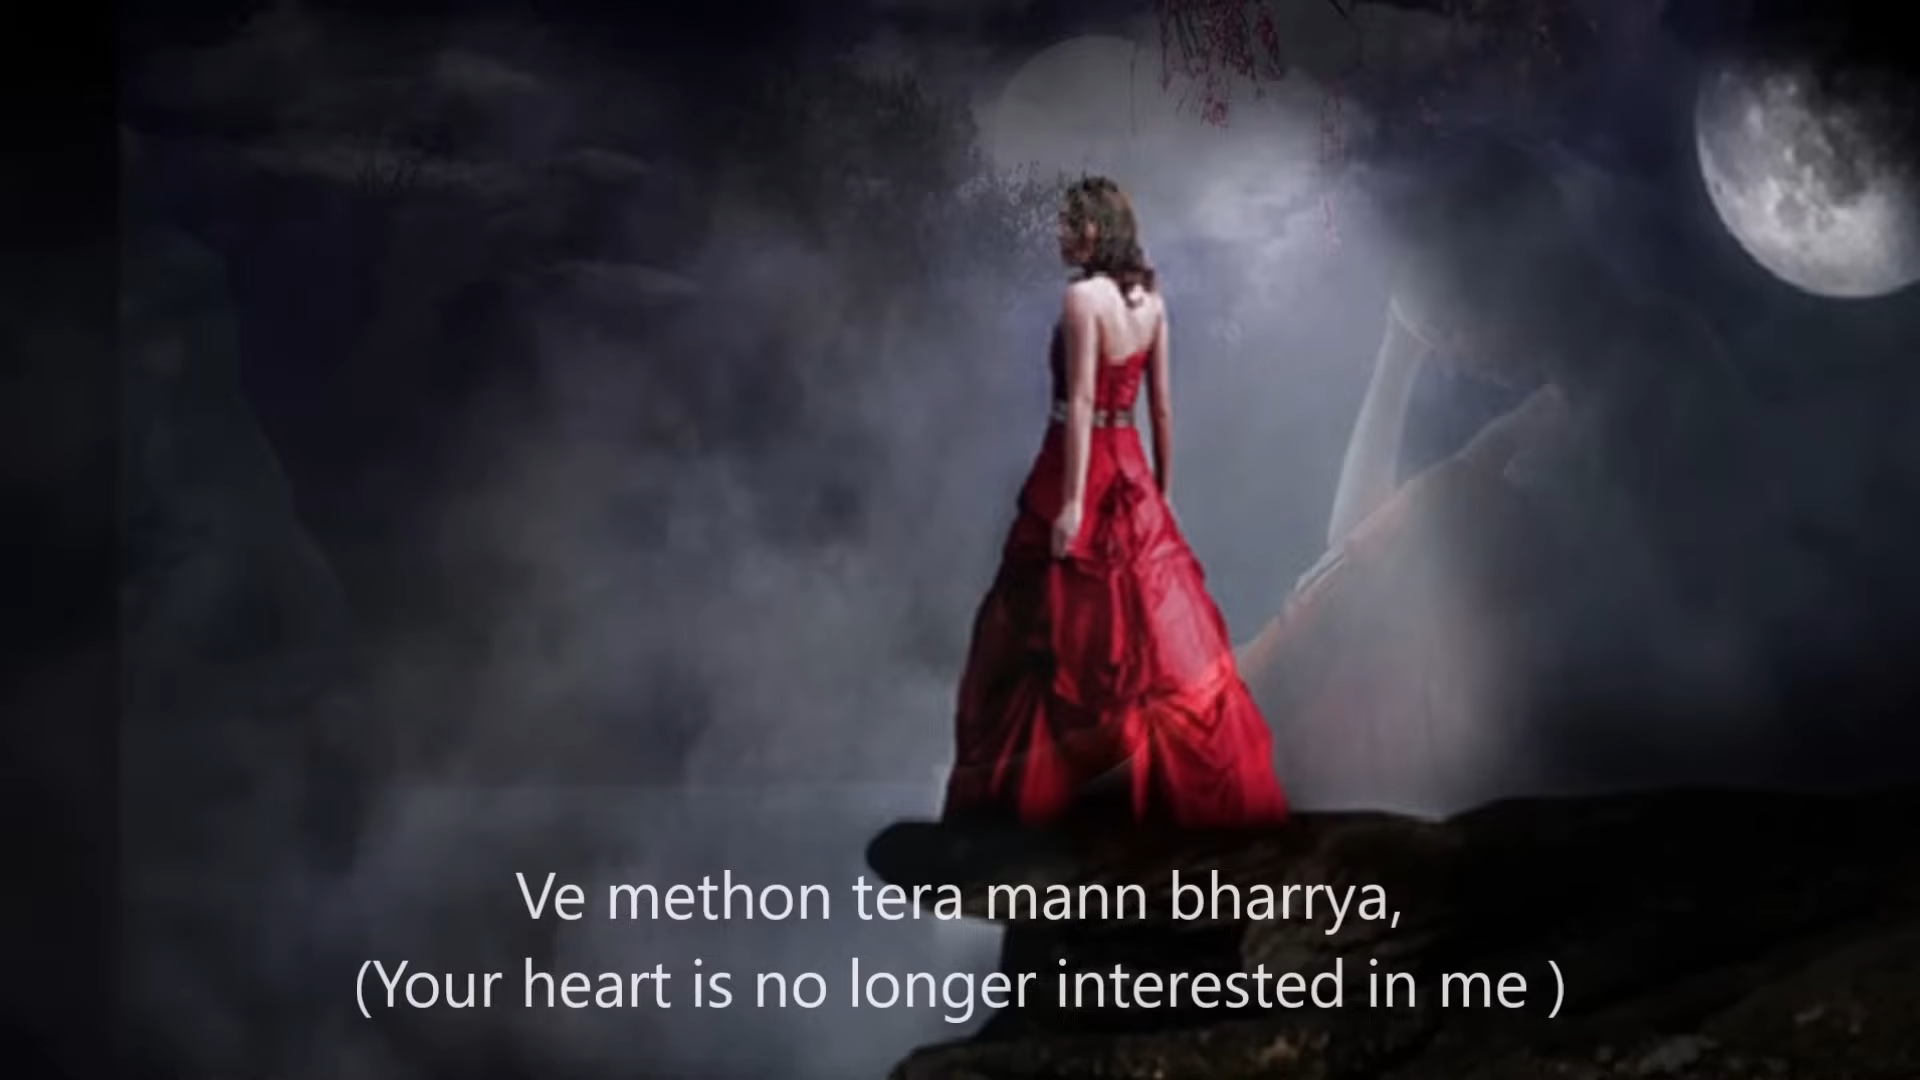 Ve methon tera mann bharrya,
(Your heart is no longer interested in me )